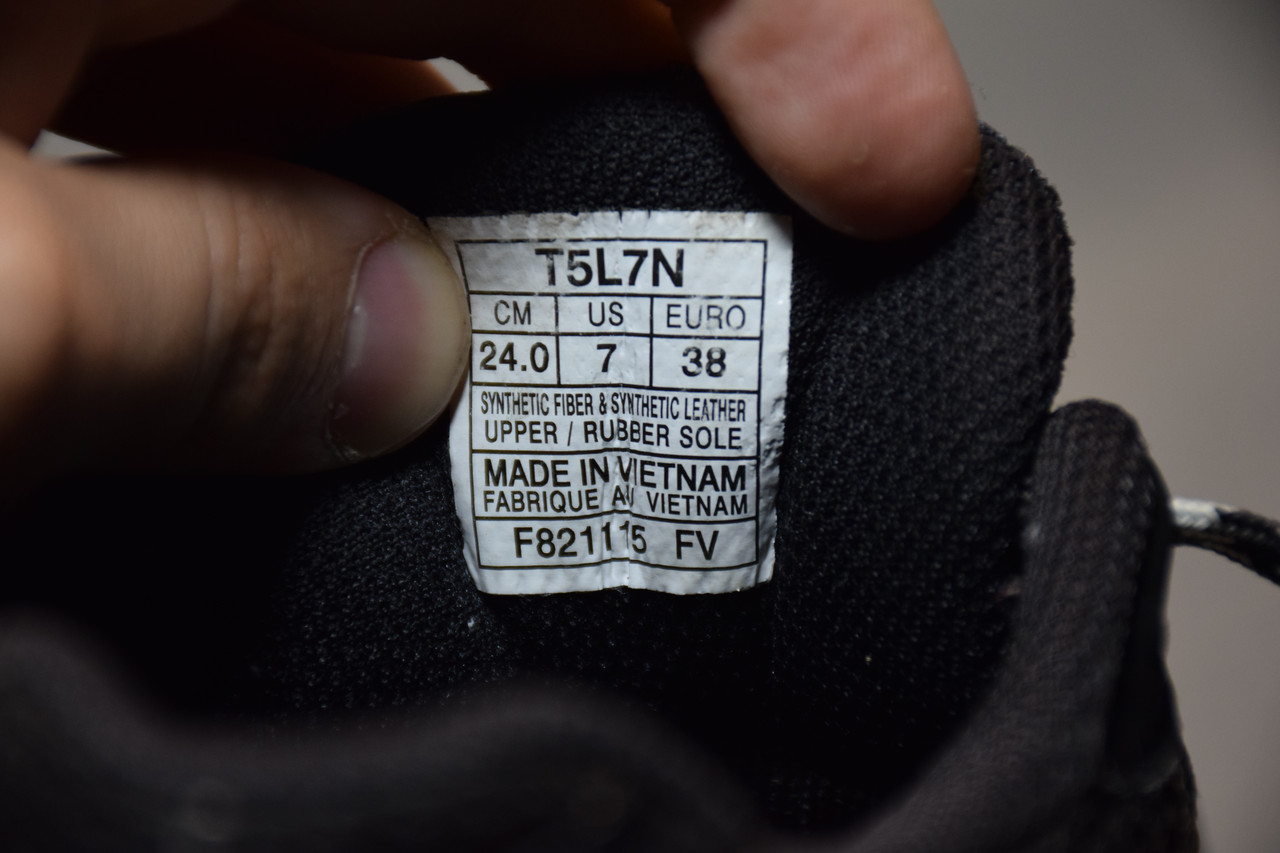 T5L7N
CM US EURO
24.0 7 38
SYNTHETIC FIBER & SYNTHETIC LEATHER
UPPER / RUBBER SOLE
MADE IN VIETNAM
FABRIQUE AU VIETNAM
F821115 FV